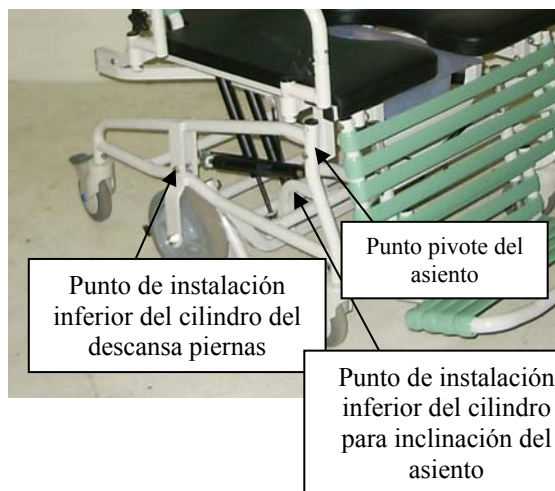 Punto pivote del
asiento
Punto de instalación
inferior del cilindro del
descansa piernas
Punto de instalación
inferior del cilindro
para inclinación del
asiento